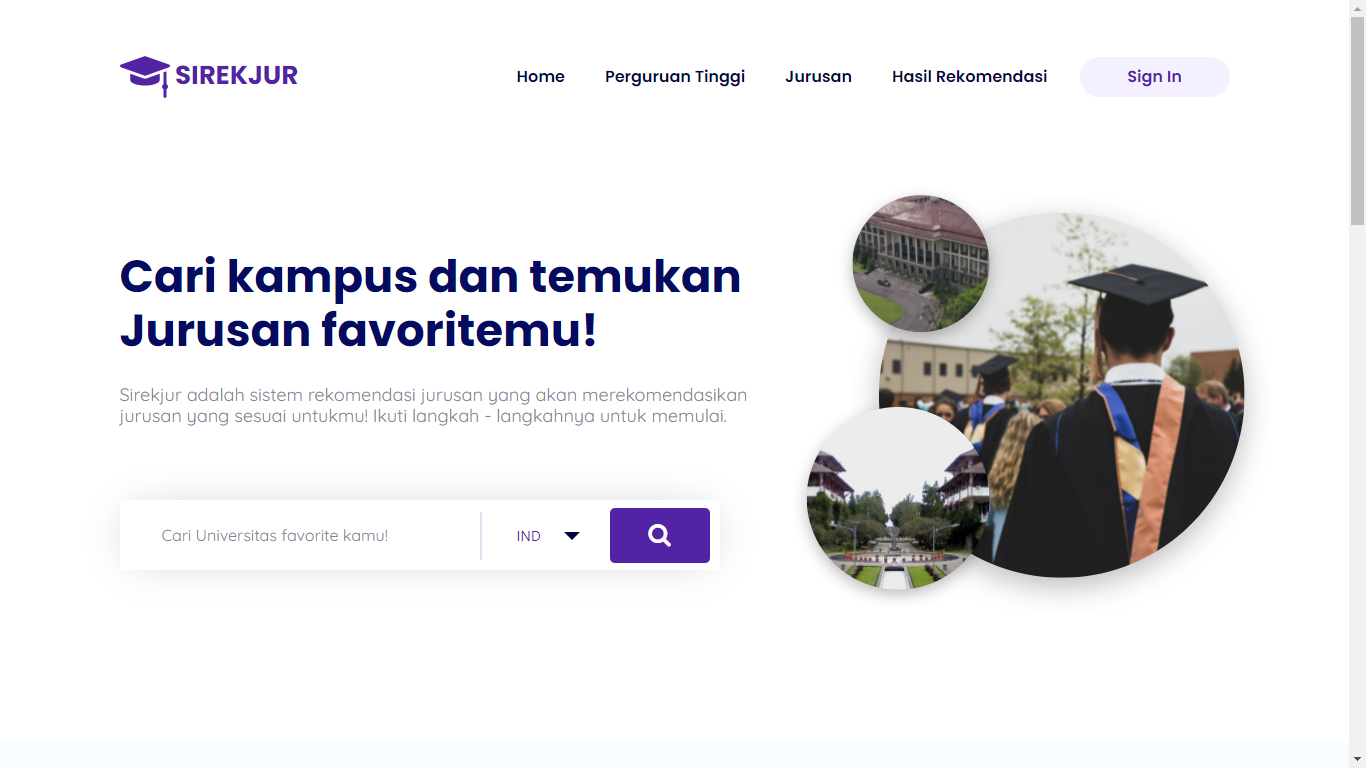 SIREKJUR
Home
Perguruan Tinggi
Jurusan
Hasil Rekomendasi
Sign In
Cari kampus dan temukan
Jurusan favoritemu!
Sirekjur adalah sistem rekomendasi jurusan yang akan merekomendasikan
jurusan yang sesuai untukmu! Ikuti langkah - langkahnya untuk memulai.
Cari Universitas favorite kamu!
IND